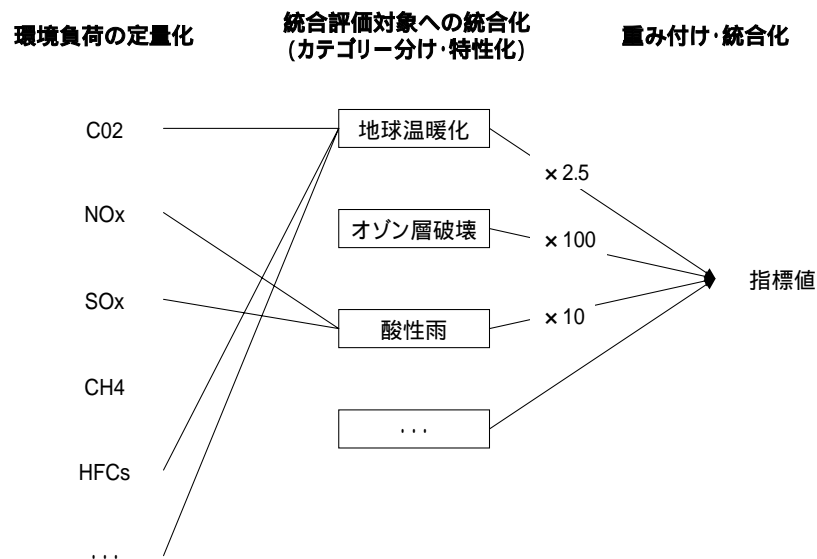 環境負荷の定量化
統合評価対象への統合化
(カテゴリー分け･特性化)
重み付け･統合化
C02
NOx
SOx
CH4
HFCs
･･･
地球温暖化
オゾン層破壊
酸性雨
･･･
×2.5
×100
×10
指標値